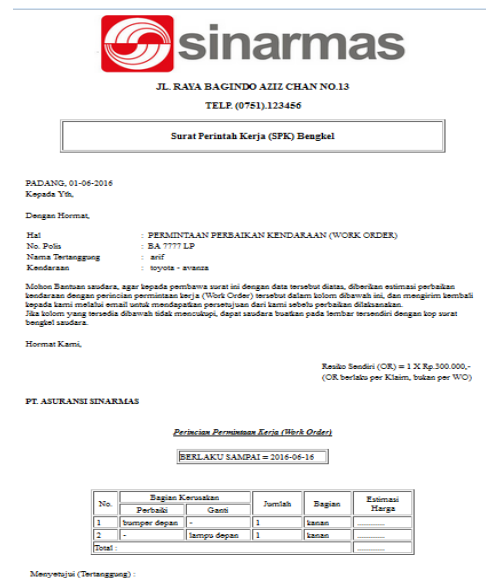 sinarmas
JL. RAYA BAGINDO AZIZ CHAN NO.13
TELP. (0751).123456
Surat Perintah Kerja (SPK) Bengkel
PADANG, 01-06-2016
Kepada Yth,
Dengan Hormat,
Hal : PERMINTAAN PERBAIKAN KENDARAAN (WORK ORDER)
No. Polis : BA 7777 LP
Nama Tertanggung : arif
Kendaraan : toyota - avanza
Mohon Bantuan saudara, agar kepada pembawa surat ini dengan data tersebut diatas, diberikan estimasi perbaikan
kendaraan dengan perincian permintaan kerja (Work Order) tersebut dalam kolom dibawah ini, dan mengirim kembali
kepada kami melalui email untuk mendapatkan persetujuan dari kami sebelu perbaikan dilaksanakan.
Jika kolom yang tersedia dibawah tidak mencukupi, dapat saudara buatkan pada lembar tersendiri dengan kop surat
bengkel saudara.
Hormat Kami,
Resiko Sendiri (OR) = 1 X Rp.300.000,-
(OR berlaku per Klaim, bukan per WO)
PT. ASURANSI SINARMAS
Perincian Permintaan Kerja (Work Order)
BERLAKU SAMPAI = 2016-06-16
No. Bagian Kerusakan Jumlah Bagian Estimasi Harga
Perbaiki Ganti
1 bumper depan - 1 kanan ______
2 - lampu depan 1 kanan ______
Total : ______
Menyetujui (Tertanggung) :